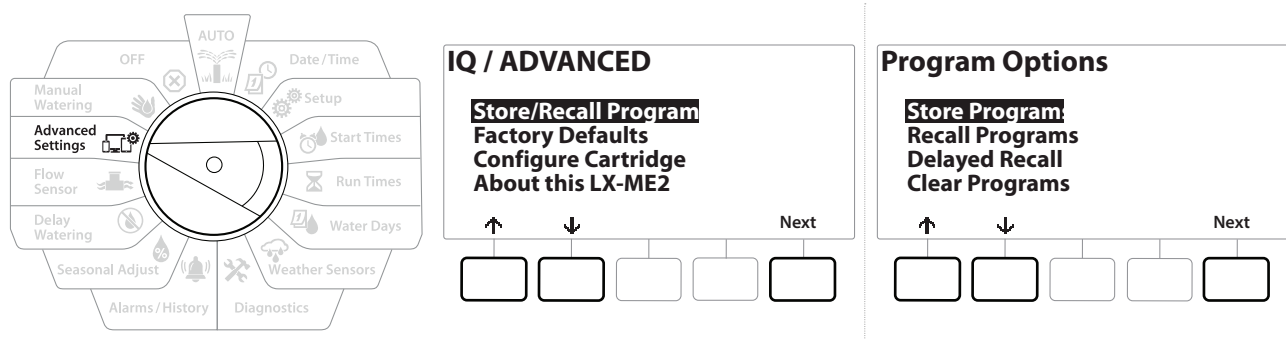 AUTO
OFF
Date/Time
Manual
Watering
Setup
Advanced
Settings
Start Times
Flow
Sensor
Run Times
Delay
Watering
Water Days
Seasonal Adjust
Weather Sensors
Alarms/History
Diagnostics
IQ / ADVANCED
Store/Recall Program
Factory Defaults
Configure Cartridge
About this LX-ME2
↑ ↓ Next
Program Options
Store Programs
Recall Programs
Delayed Recall
Clear Programs
↑ ↓ Next